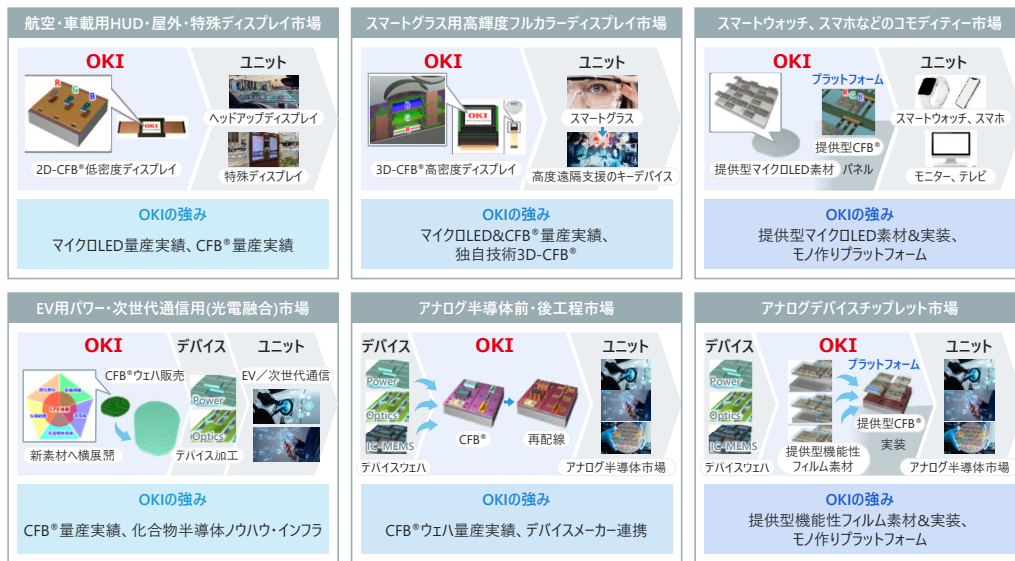 航空・車載用HUD・屋外・特殊ディスプレイ市場
OKI
ユニット
R
G
B
OKI
ヘッドアップディスプレイ
2D-CFB®低密度ディスプレイ
特殊ディスプレイ
OKIの強み
マイクロLED量産実績、CFB®量産実績
スマートグラス用高輝度フルカラーディスプレイ市場
OKI
ユニット
B
G
R
OKI
スマートグラス
3D-CFB®高密度ディスプレイ
高度遠隔支援のキーデバイス
OKIの強み
マイクロLED&CFB®量産実績、
独自技術3D-CFB®
スマートウォッチ、スマホなどのコモディティー市場
OKI
ユニット
プラットフォーム
R
G
B
スマートウォッチ、スマホ
提供型CFB®
提供型マイクロLED素材
パネル
モニター、テレビ
OKIの強み
提供型マイクロLED素材&実装、
モノ作りプラットフォーム
EV用パワー・次世代通信用(光電融合)市場
OKI
デバイス
ユニット
CFB®ウェハ販売
EV／次世代通信
Power
Optics
新素材へ横展開
デバイス加工
OKIの強み
CFB®量産実績、化合物半導体ノウハウ・インフラ
アナログ半導体前・後工程市場
デバイス
OKI
ユニット
Power
Optics
IC-MEMS
CFB®
再配線
デバイスウェハ
アナログ半導体市場
OKIの強み
CFB®ウェハ量産実績、デバイスメーカー連携
アナログデバイスチップレット市場
デバイス
OKI
ユニット
プラットフォーム
Power
Optics
IC-MEMS
提供型CFB®
デバイスウェハ
提供型機能性
フィルム素材
実装
アナログ半導体市場
OKIの強み
提供型機能性フィルム素材&実装、
モノ作りプラットフォーム